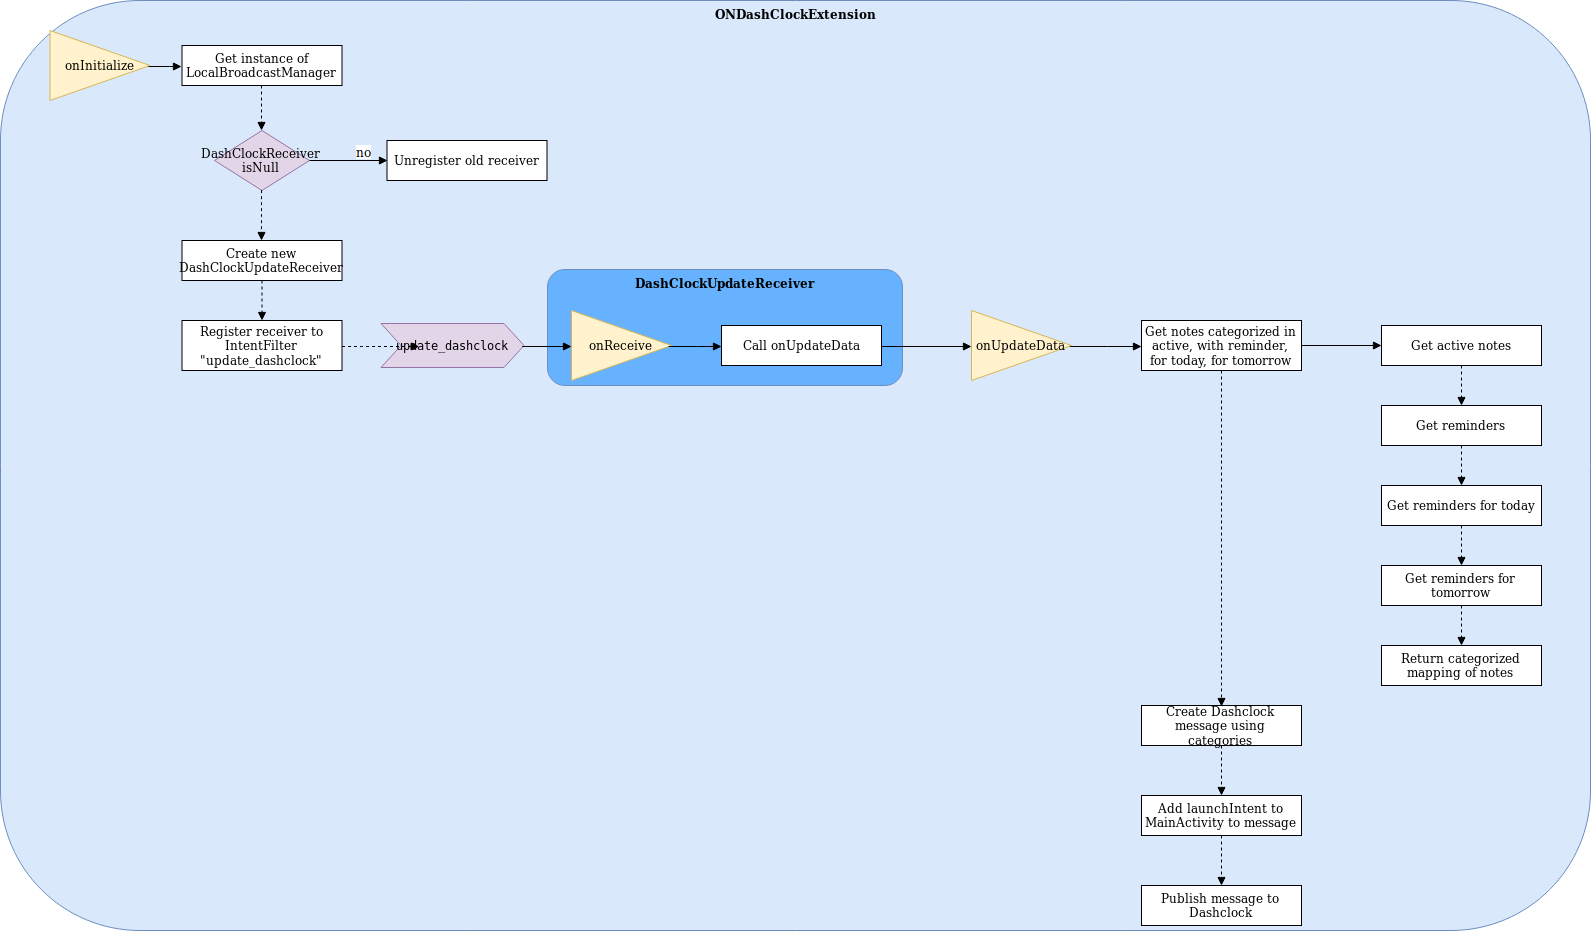 ONDashClockExtension
onInitialize
Get instance of
LocalBroadcastManager
DashClockReceiver
isNull
no
Unregister old receiver
Create new
DashClockUpdateReceiver
Register receiver to
IntentFilter
"update_dashclock"
update_dashclock
DashClockUpdateReceiver
onReceive
Call onUpdateData
onUpdateData
Get notes categorized in
active, with reminder,
for today, for tomorrow
Get active notes
Get reminders
Get reminders for today
Get reminders for
tomorrow
Return categorized
mapping of notes
Create Dashclock
message using
categories
Add launchIntent to
MainActivity to message
Publish message to
Dashclock